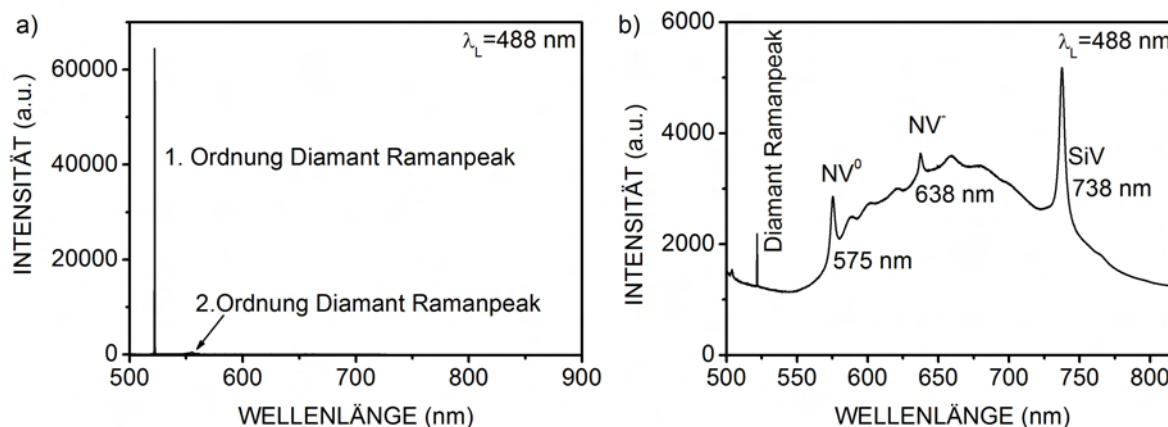 a)
λL=488 nm
INTENSITÄT (a.u.)
60000
40000
20000
0
1. Ordnung Diamant Ramanpeak
2.Ordnung Diamant Ramanpeak
500 600 700 800 900
WELLENLÄNGE (nm)
b)
λL=488 nm
INTENSITÄT (a.u.)
6000
4000
2000
0
Diamant Ramanpeak
NV0
575 nm
NV-
638 nm
SiV
738 nm
500 550 600 650 700 750 800
WELLENLÄNGE (nm)